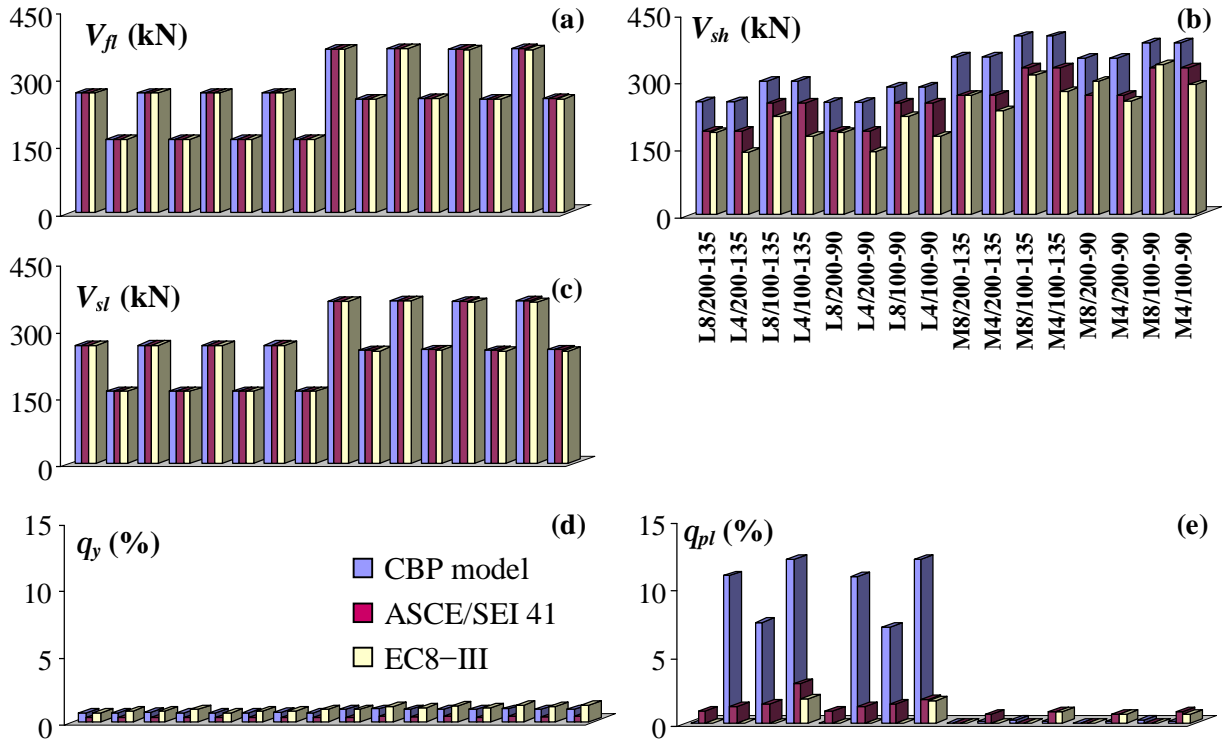 450
300
150
0
V_fl (kN)
(a)
450
300
150
0
V_sh (kN)
(b)
L8/200-135
L4/200-135
L8/100-135
L4/100-135
L8/200-90
L4/200-90
L8/100-90
L4/100-90
M8/200-135
M4/200-135
M8/100-135
M4/100-135
M8/200-90
M4/200-90
M8/100-90
M4/100-90
450
300
150
0
V_sl (kN)
(c)
15
10
5
0
q_y (%)
(d)
CBP model
ASCE/SEI 41
EC8−III
15
10
5
0
q_pl (%)
(e)